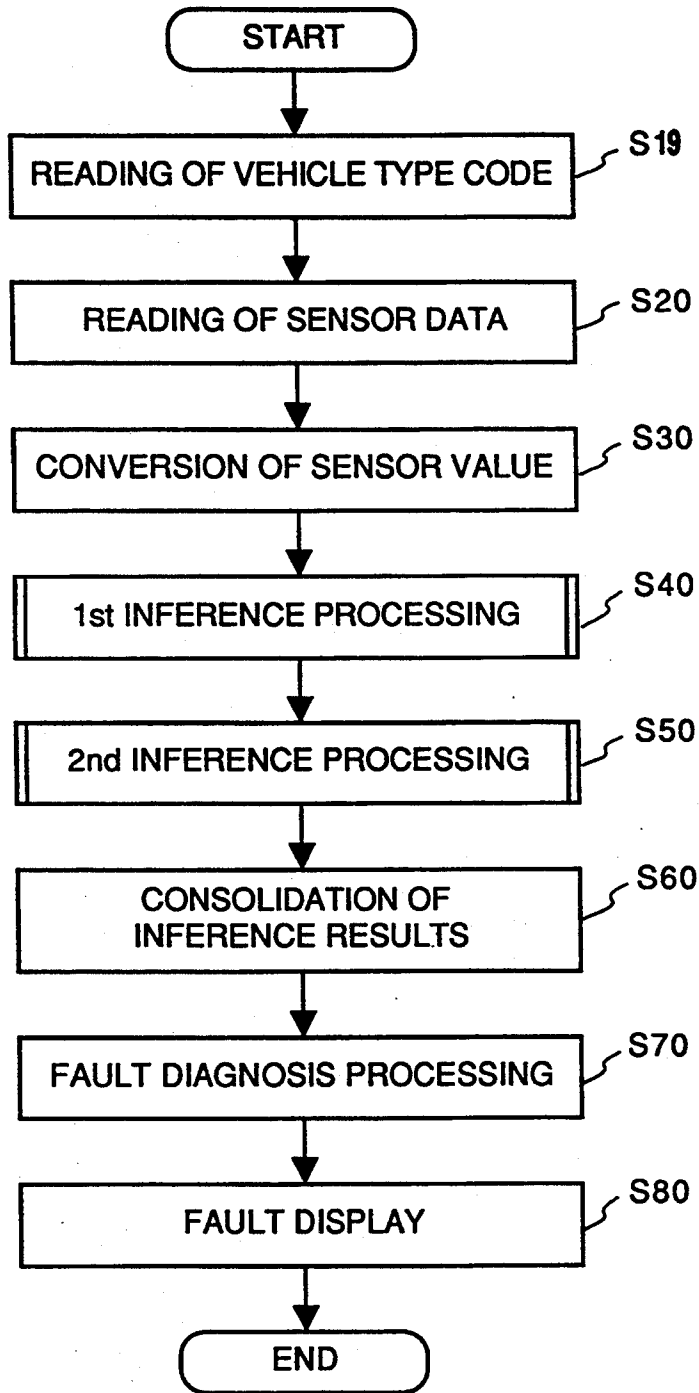 START
READING OF VEHICLE TYPE CODE
S19
READING OF SENSOR DATA
S20
CONVERSION OF SENSOR VALUE
S30
1st INFERENCE PROCESSING
S40
2nd INFERENCE PROCESSING
S50
CONSOLIDATION OF
INFERENCE RESULTS
S60
FAULT DIAGNOSIS PROCESSING
S70
FAULT DISPLAY
S80
END